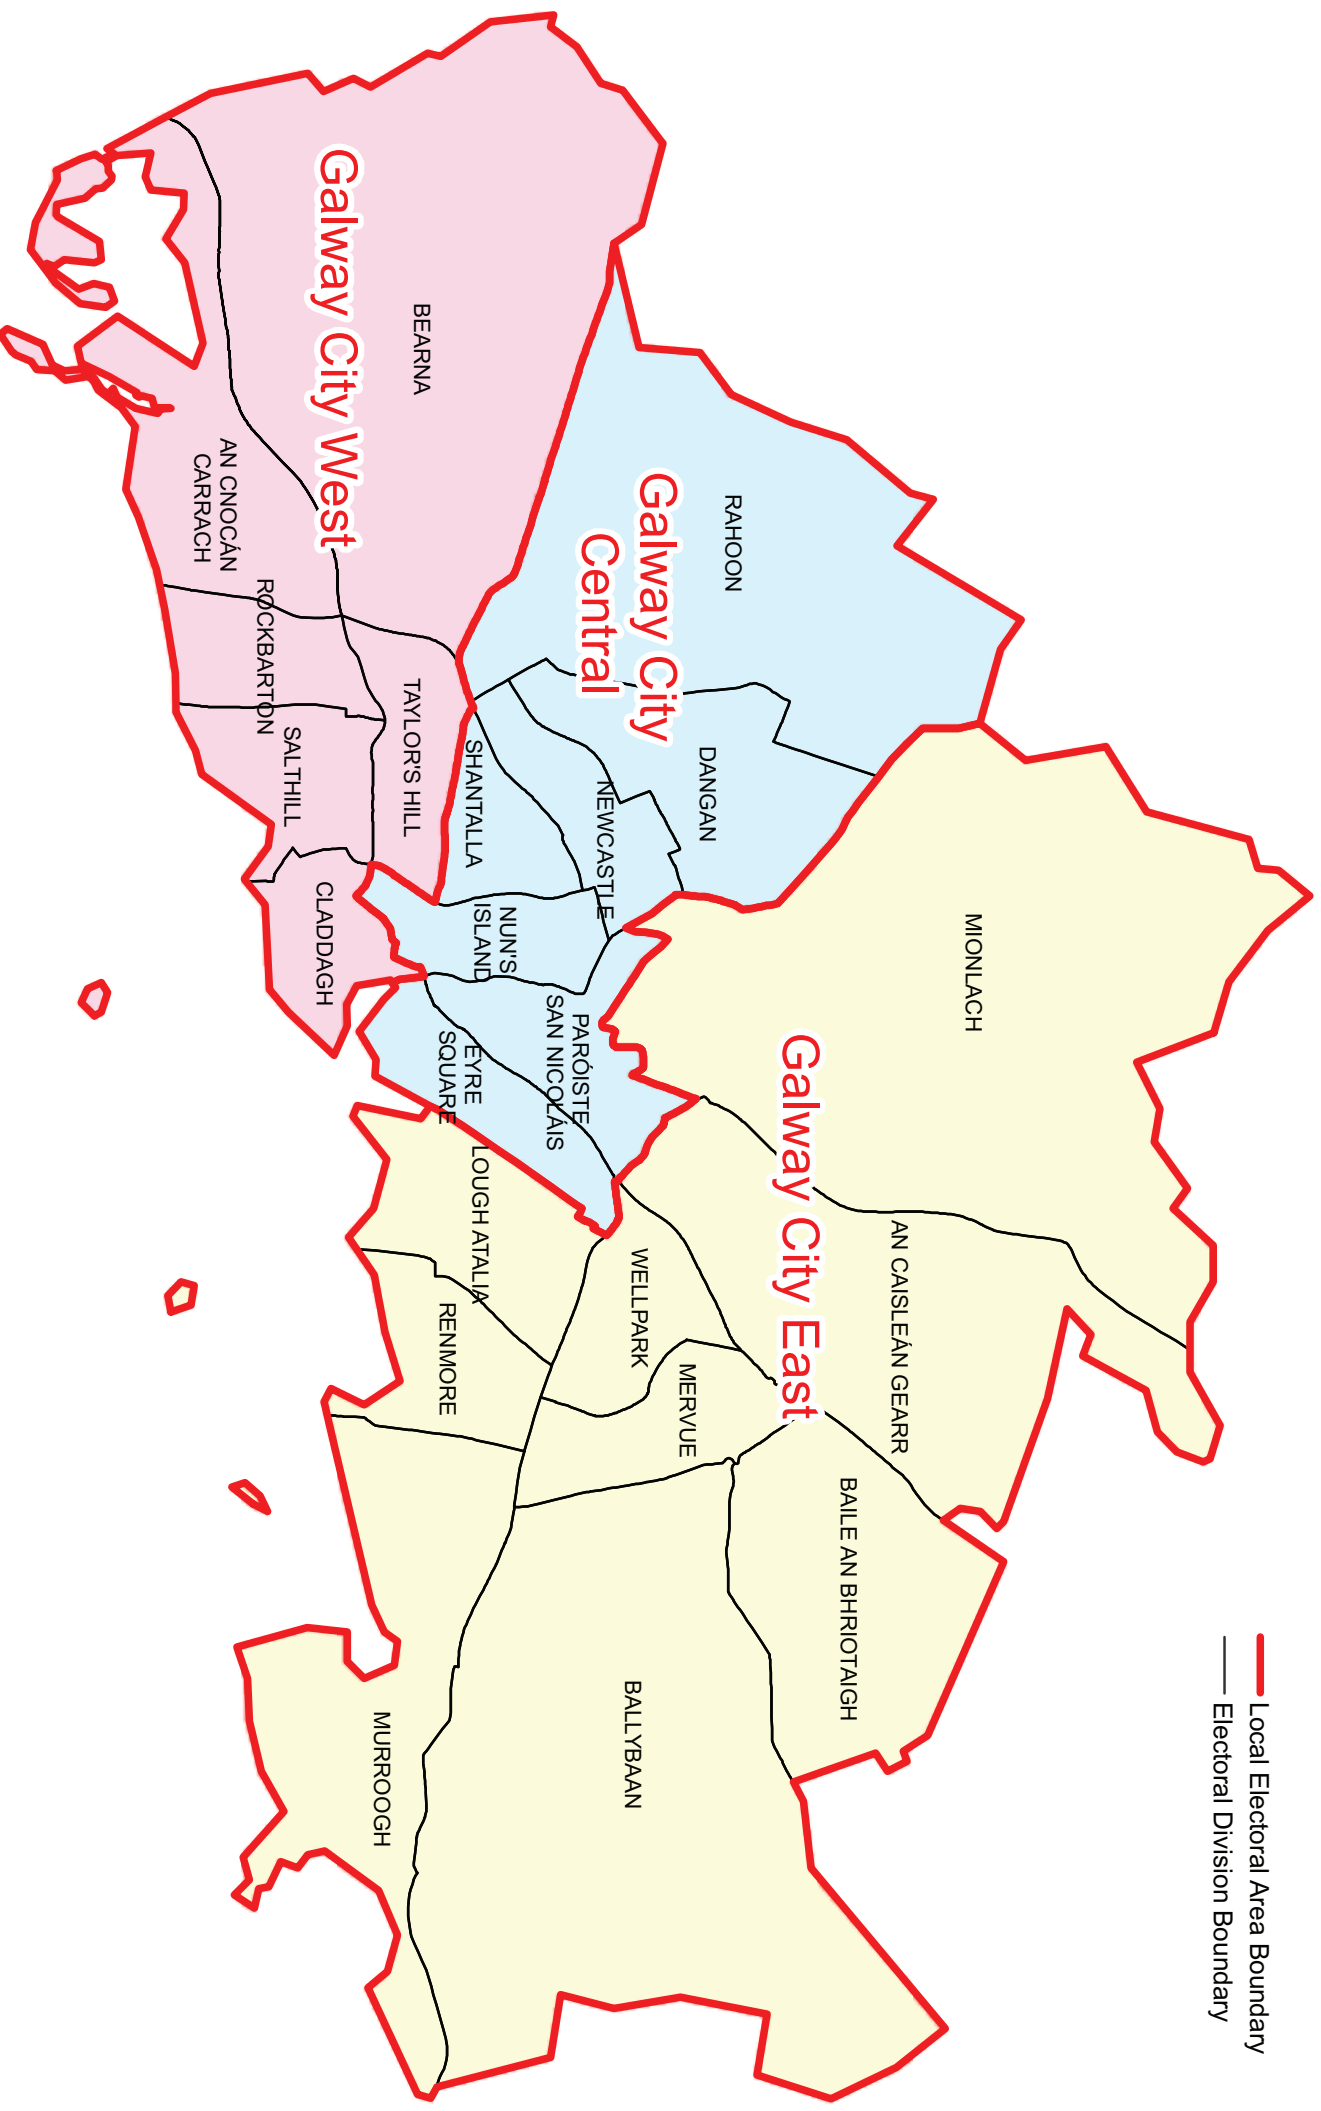 Local Electoral Area Boundary
Electoral Division Boundary
MIONLACH
AN CAISLEÁN GEARR
BAILE AN BHRIOTAIGH
Galway City East
RAHOON
DANGAN
Galway City
Central
MERVUE
WELLPARK
BALLYBAAN
NEWCASTLE
PARÓISTE
SAN NICOLÁIS
NUN'S
ISLAND
SHANTALLA
EYRE
SQUARE
LOUGH ATALIA
RENMORE
MURROOGH
BEARNA
TAYLOR'S HILL
Galway City West
CLADDAGH
SALTHILL
ROCKBARTON
AN CNOCÁN
CARRACH